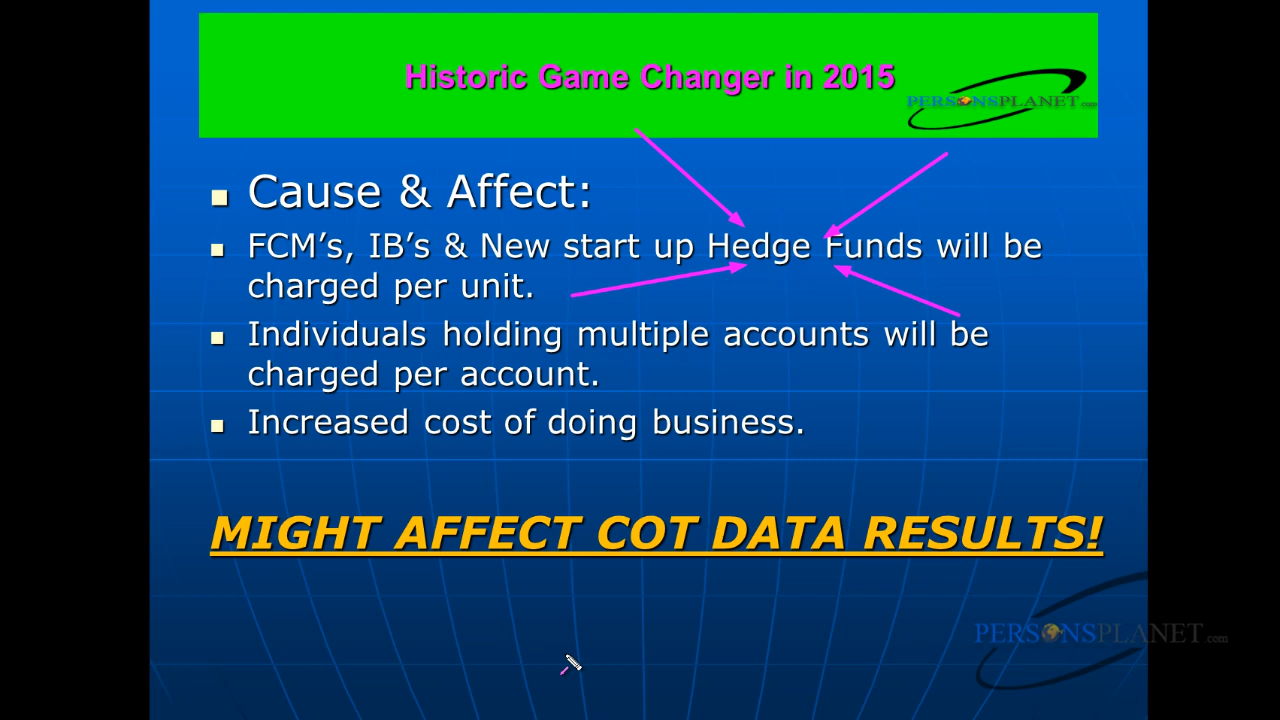 Historic Game Changer in 2015
PERSONSPLANET.com
Cause & Affect:
FCM’s, IB’s & New start up Hedge Funds will be
charged per unit.
Individuals holding multiple accounts will be
charged per account.
Increased cost of doing business.
MIGHT AFFECT COT DATA RESULTS!
PERSONSPLANET.com